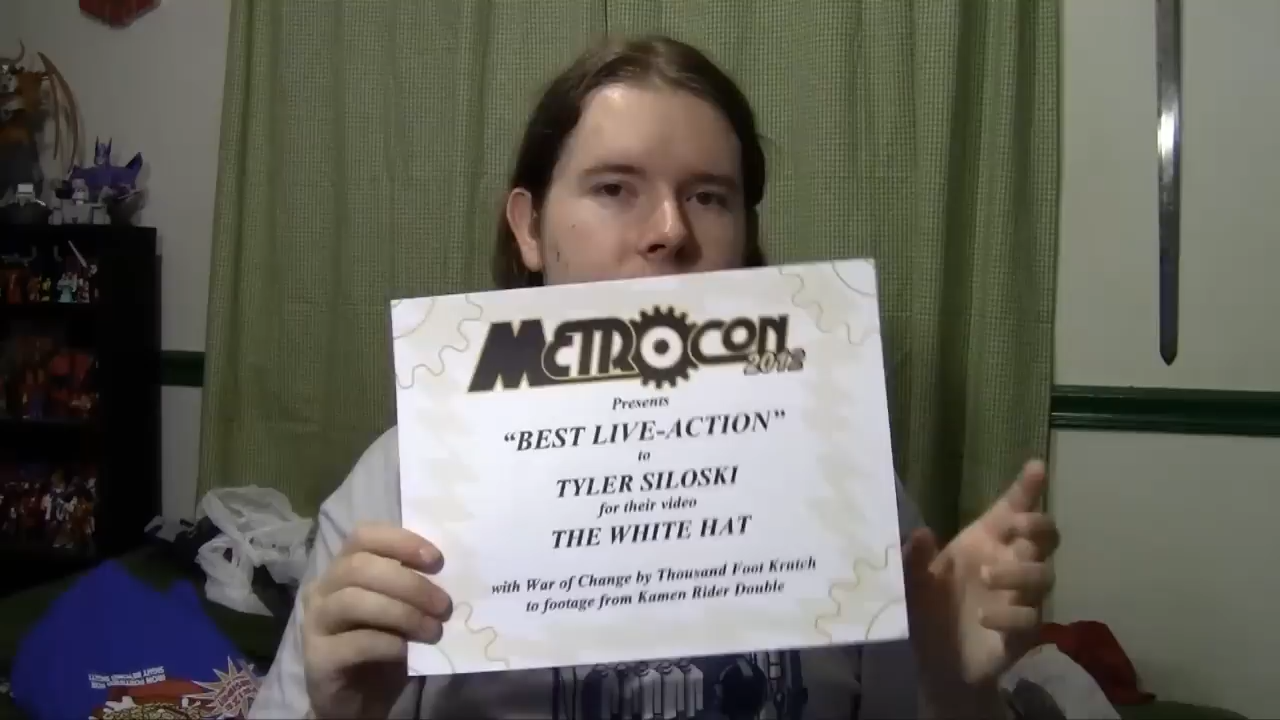 METROCON
2012
Presents
“BEST LIVE-ACTION”
to
TYLER SILOSKI
for their video
THE WHITE HAT
with War of Change by Thousand Foot Krutch
to footage from Kamen Rider Double